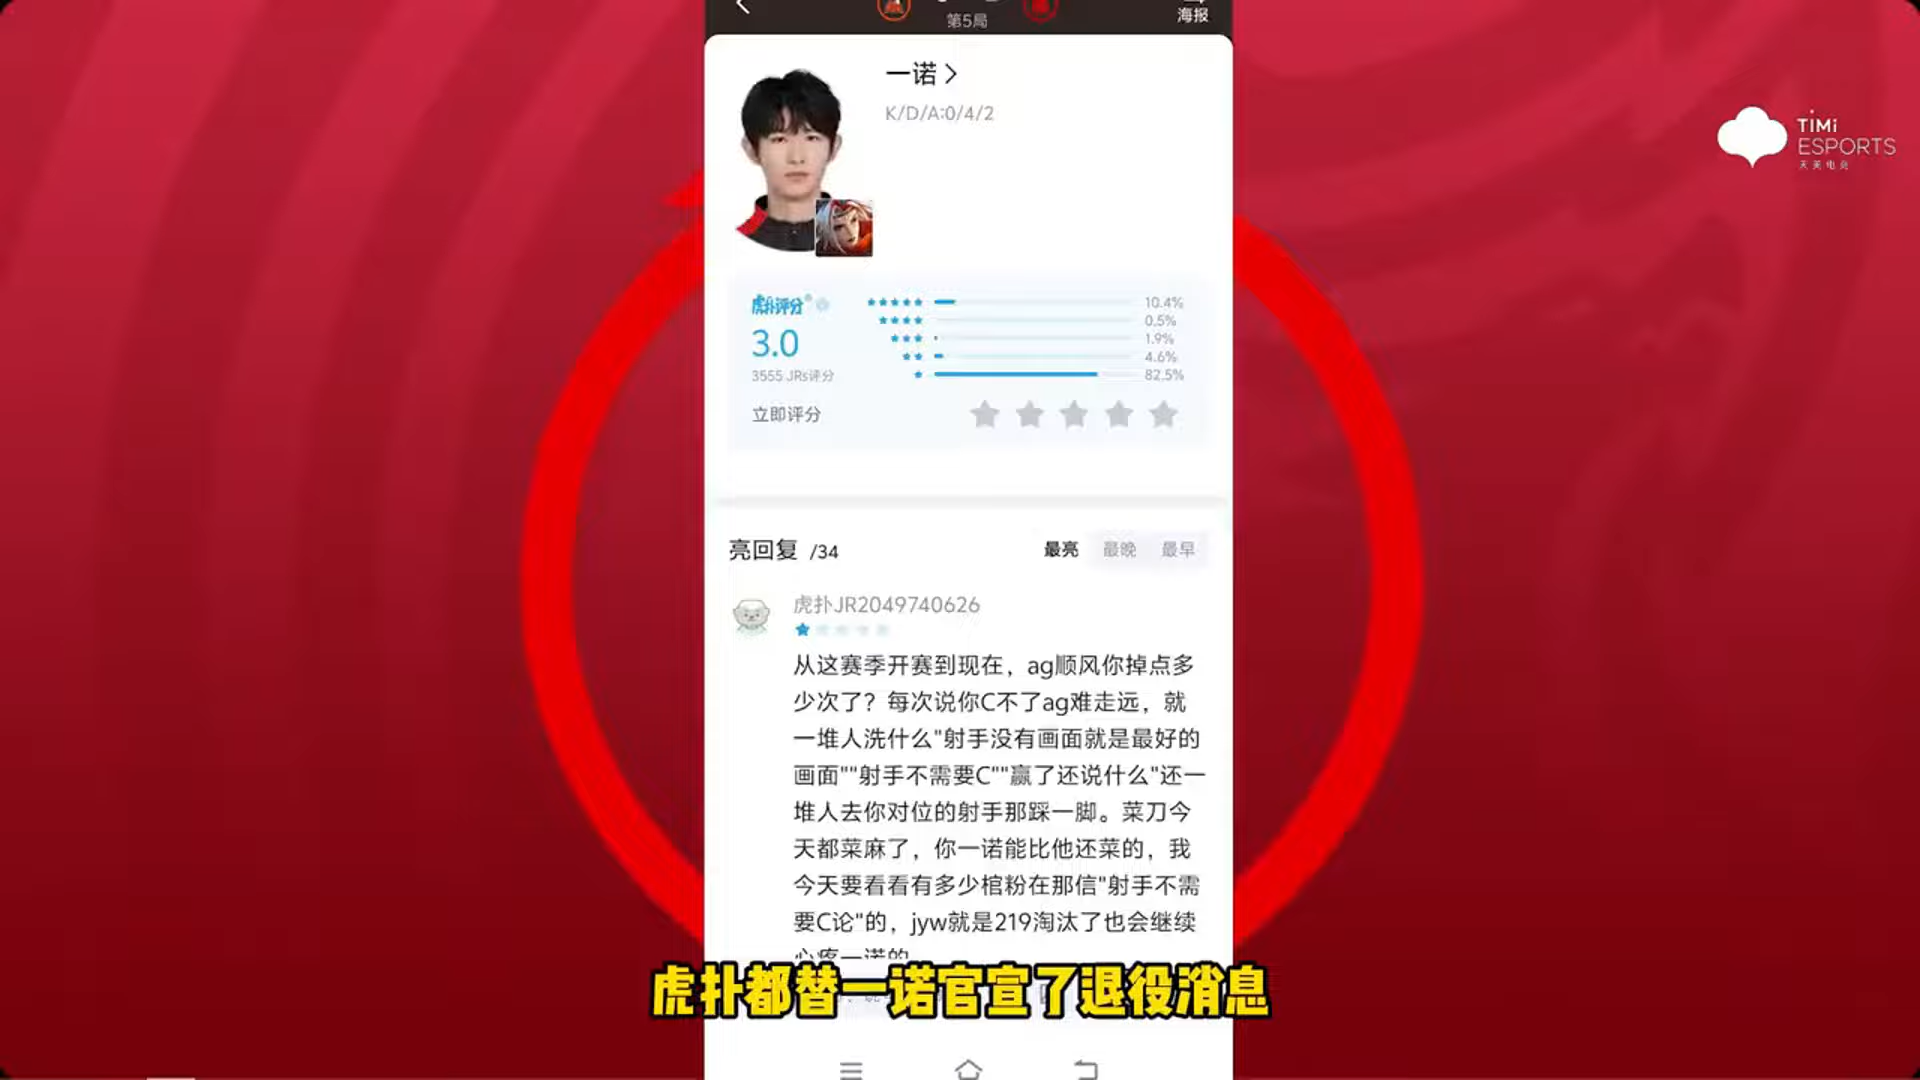 第5局
海报
一诺
K/D/A:0/4/2
TiMi
ESPORTS
天美电竞
虎扑评分
10.4%
0.5%
3.0
1.9%
4.6%
3555 JRs评分
82.5%
立即评分
亮回复 /34
最亮 最晚 最早
虎扑JR2049740626
从这赛季开赛到现在，ag顺风你掉点多
少次了？每次说你C不了ag难走远，就
一堆人洗什么"射手没有画面就是最好的
画面""射手不需要C""赢了还说什么"还一
堆人去你对位的射手那踩一脚。菜刀今
天都菜麻了，你一诺能比他还菜的，我
今天要看看有多少棺粉在那信"射手不需
要C论"的，jyw就是219淘汰了也会继续
心疼一诺的
虎扑都替一诺官宣了退役消息